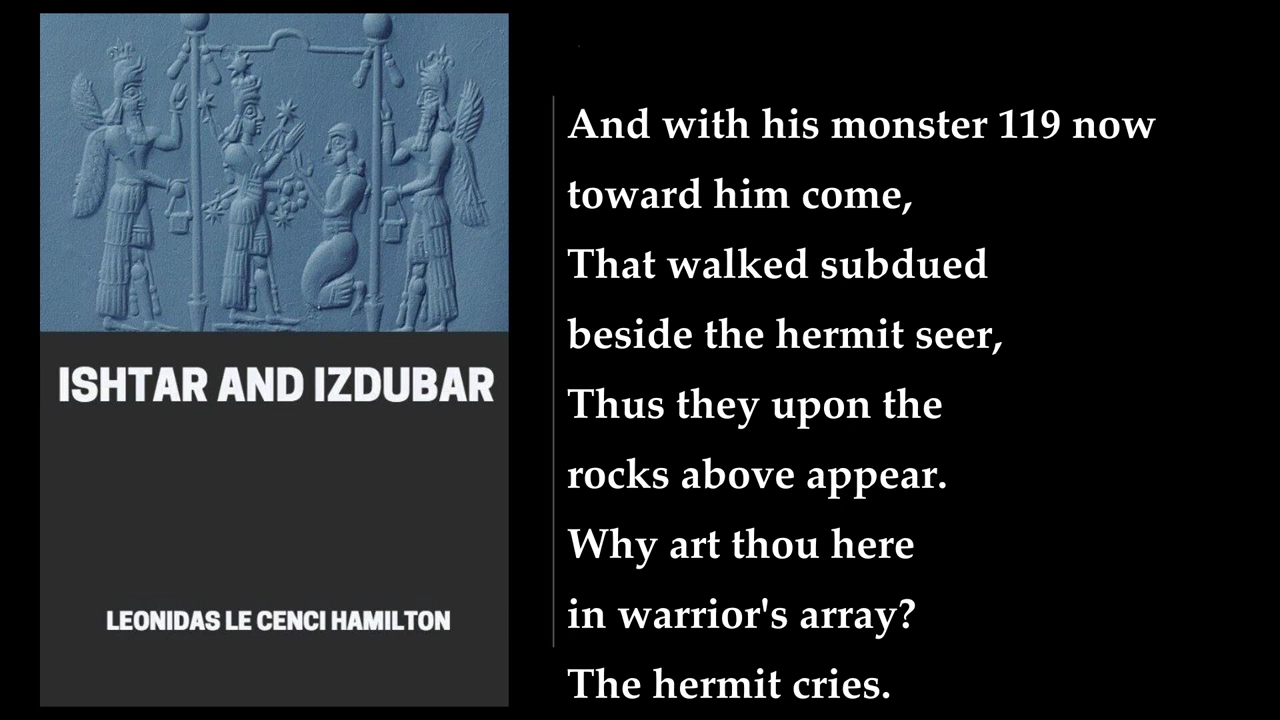 ISHTAR AND IZDUBAR
LEONIDAS LE CENCI HAMILTON
And with his monster 119 now
toward him come,
That walked subdued
beside the hermit seer,
Thus they upon the
rocks above appear.
Why art thou here
in warrior's array?
The hermit cries.